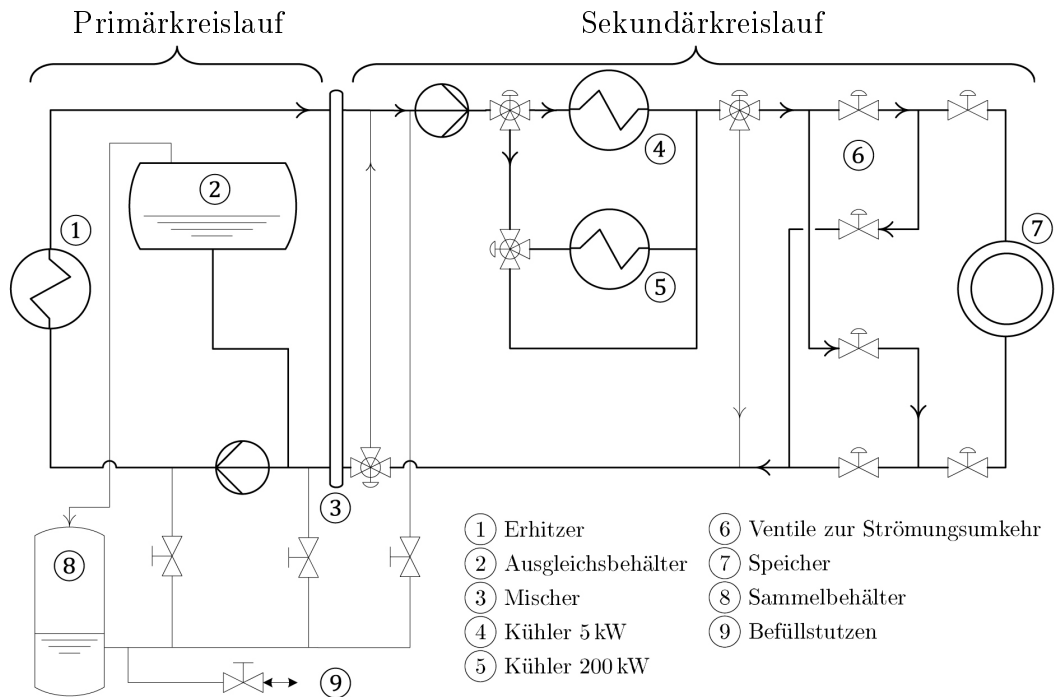 Primärkreislauf
Sekundärkreislauf
4
6
2
1
7
5
3
8
9
1 Erhitzer
2 Ausgleichsbehälter
3 Mischer
4 Kühler 5 kW
5 Kühler 200 kW
6 Ventile zur Strömungsumkehr
7 Speicher
8 Sammelbehälter
9 Befüllstutzen